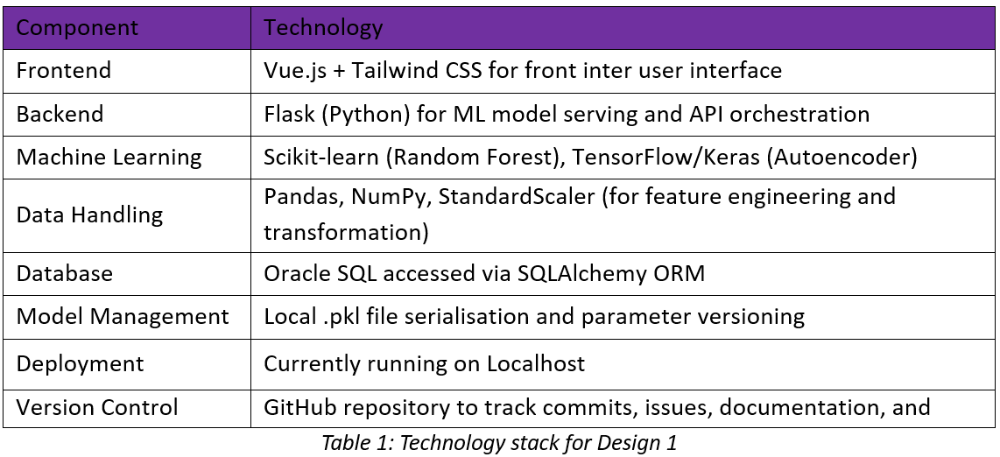 Component Technology
Frontend Vue.js + Tailwind CSS for front inter user interface
Backend Flask (Python) for ML model serving and API orchestration
Machine Learning Scikit-learn (Random Forest), TensorFlow/Keras (Autoencoder)
Data Handling Pandas, NumPy, StandardScaler (for feature engineering and
transformation)
Database Oracle SQL accessed via SQLAlchemy ORM
Model Management Local .pkl file serialisation and parameter versioning
Deployment Currently running on Localhost
Version Control GitHub repository to track commits, issues, documentation, and
Table 1: Technology stack for Design 1